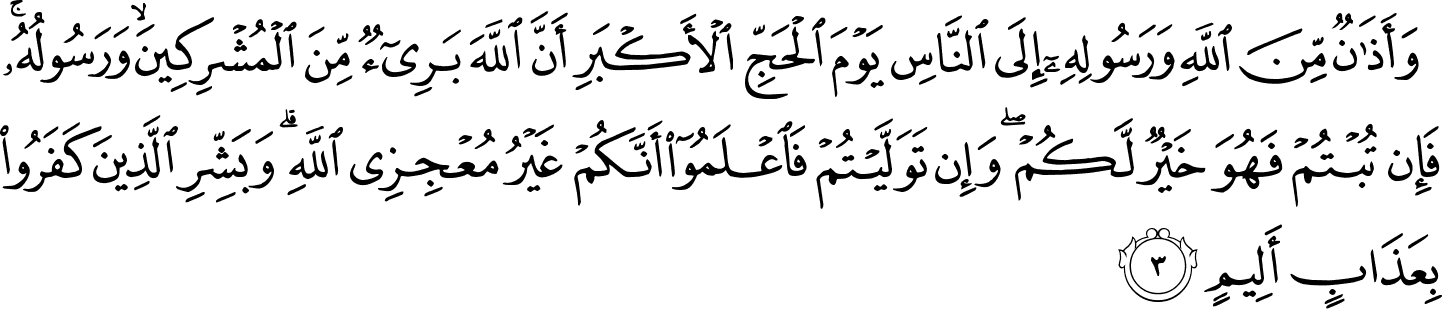 وَأَذَٰنٌ مِّنَ ٱللَّهِ وَرَسُولِهِۦٓ إِلَى ٱلنَّاسِ يَوْمَ ٱلْحَجِّ ٱلْأَكْبَرِ أَنَّ ٱللَّهَ بَرِىٓءٌ مِّنَ ٱلْمُشْرِكِينَ ۙ وَرَسُولُهُۥ ۚ
فَإِن تُبْتُمْ فَهُوَ خَيْرٌ لَّكُمْ ۖ وَإِن تَوَلَّيْتُمْ فَٱعْلَمُوٓا۟ أَنَّكُمْ غَيْرُ مُعْجِزِى ٱللَّهِ ۗ وَبَشِّرِ ٱلَّذِينَ كَفَرُوا۟
بِعَذَابٍ أَلِيمٍ ٣